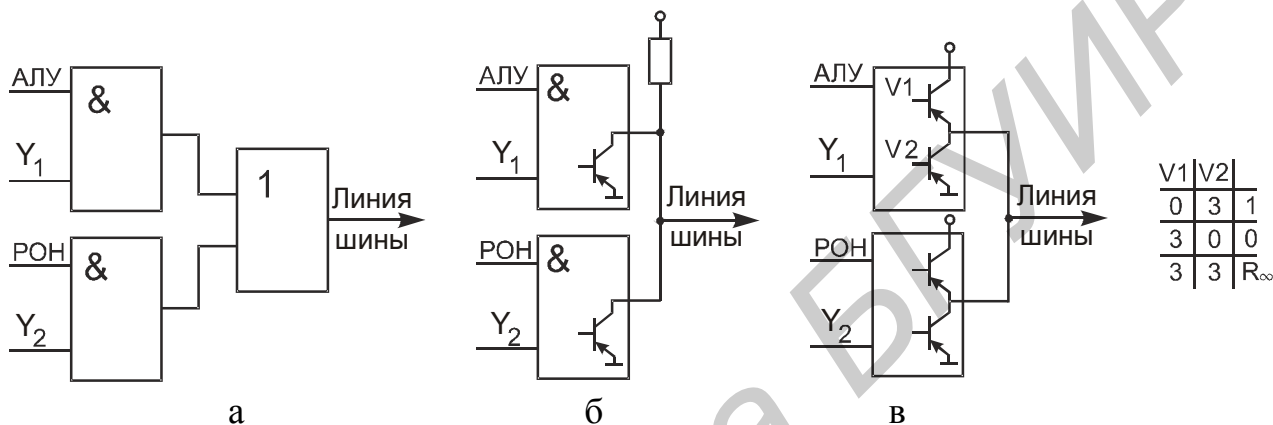 АЛУ
&
Y1
РОН
&
Y2
1
Линия
шины
а
АЛУ
&
Y1
РОН
&
Y2
Линия
шины
б
АЛУ
V1
V2
Y1
РОН
Y2
Линия
шины
в
V1 V2
0 3 1
3 0 0
3 3 R∞
а БГУИР